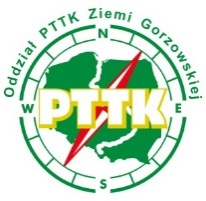 Oddział PTTK Ziemi Gorzowskiej
N
W PTTK E
S